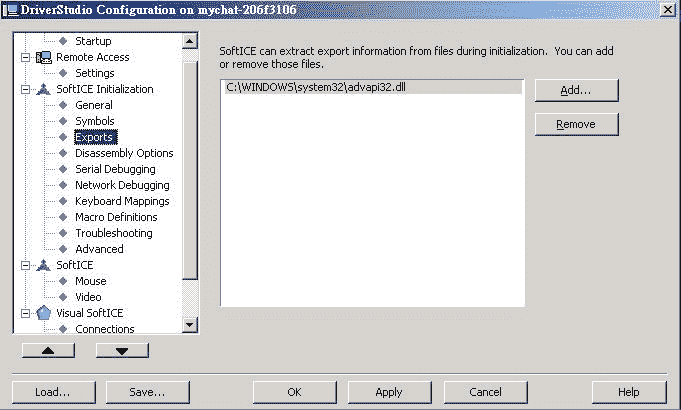 DriverStudio Configuration on mychat-206f3106
Startup
Remote Access
Settings
SoftICE Initialization
General
Symbols
Exports
Disassembly Options
Serial Debugging
Network Debugging
Keyboard Mappings
Macro Definitions
Troubleshooting
Advanced
SoftICE
Mouse
Video
Visual SoftICE
Connections
SoftICE can extract export information from files during initialization. You can add
or remove those files.
C:\WINDOWS\system32\advapi32.dll
Add...
Remove
Load...
Save...
OK
Apply
Cancel
Help